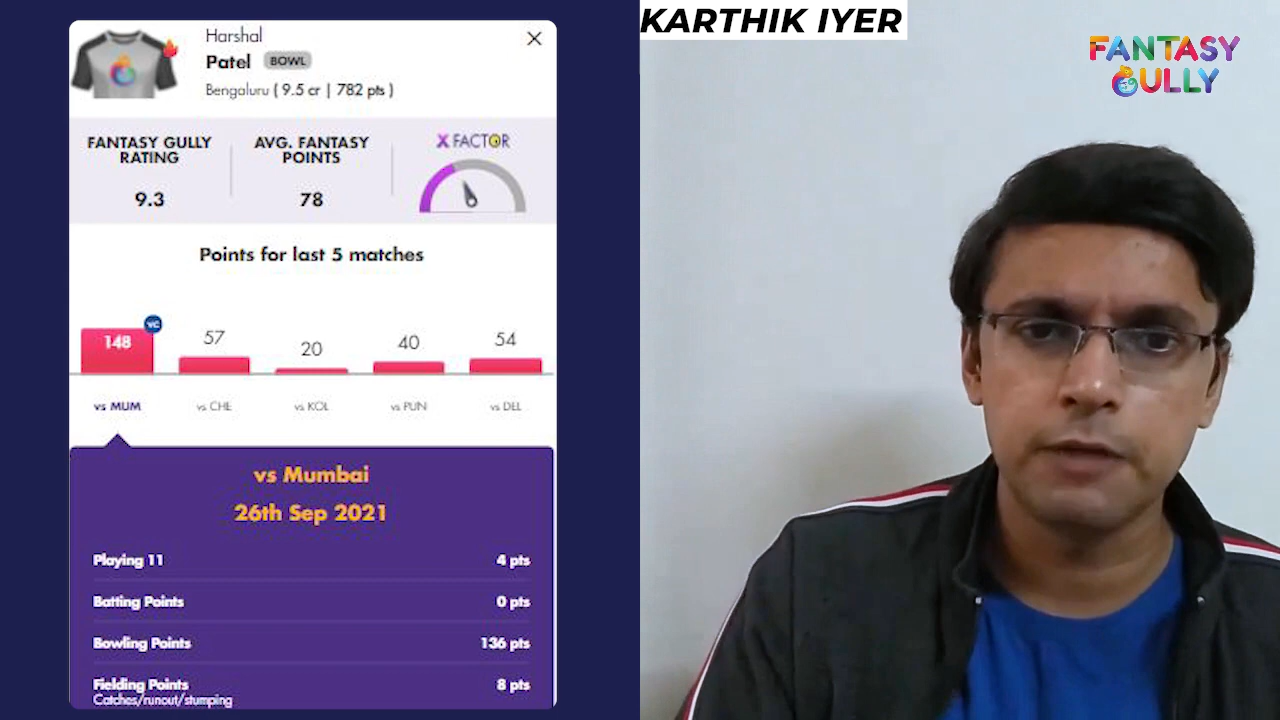 Harshal
Patel BOWL
Bengaluru ( 9.5 cr | 782 pts )
FANTASY GULLY
RATING
9.3
AVG. FANTASY
POINTS
78
X FACTOR
Points for last 5 matches
148 VC
57
20
40
54
vs MUM
vs CHE
vs KOL
vs PUN
vs DEL
vs Mumbai
26th Sep 2021
Playing 11 4 pts
Batting Points 0 pts
Bowling Points 136 pts
Fielding Points 8 pts
Catches/runout/stumping
KARTHIK IYER
FANTASY
GULLY